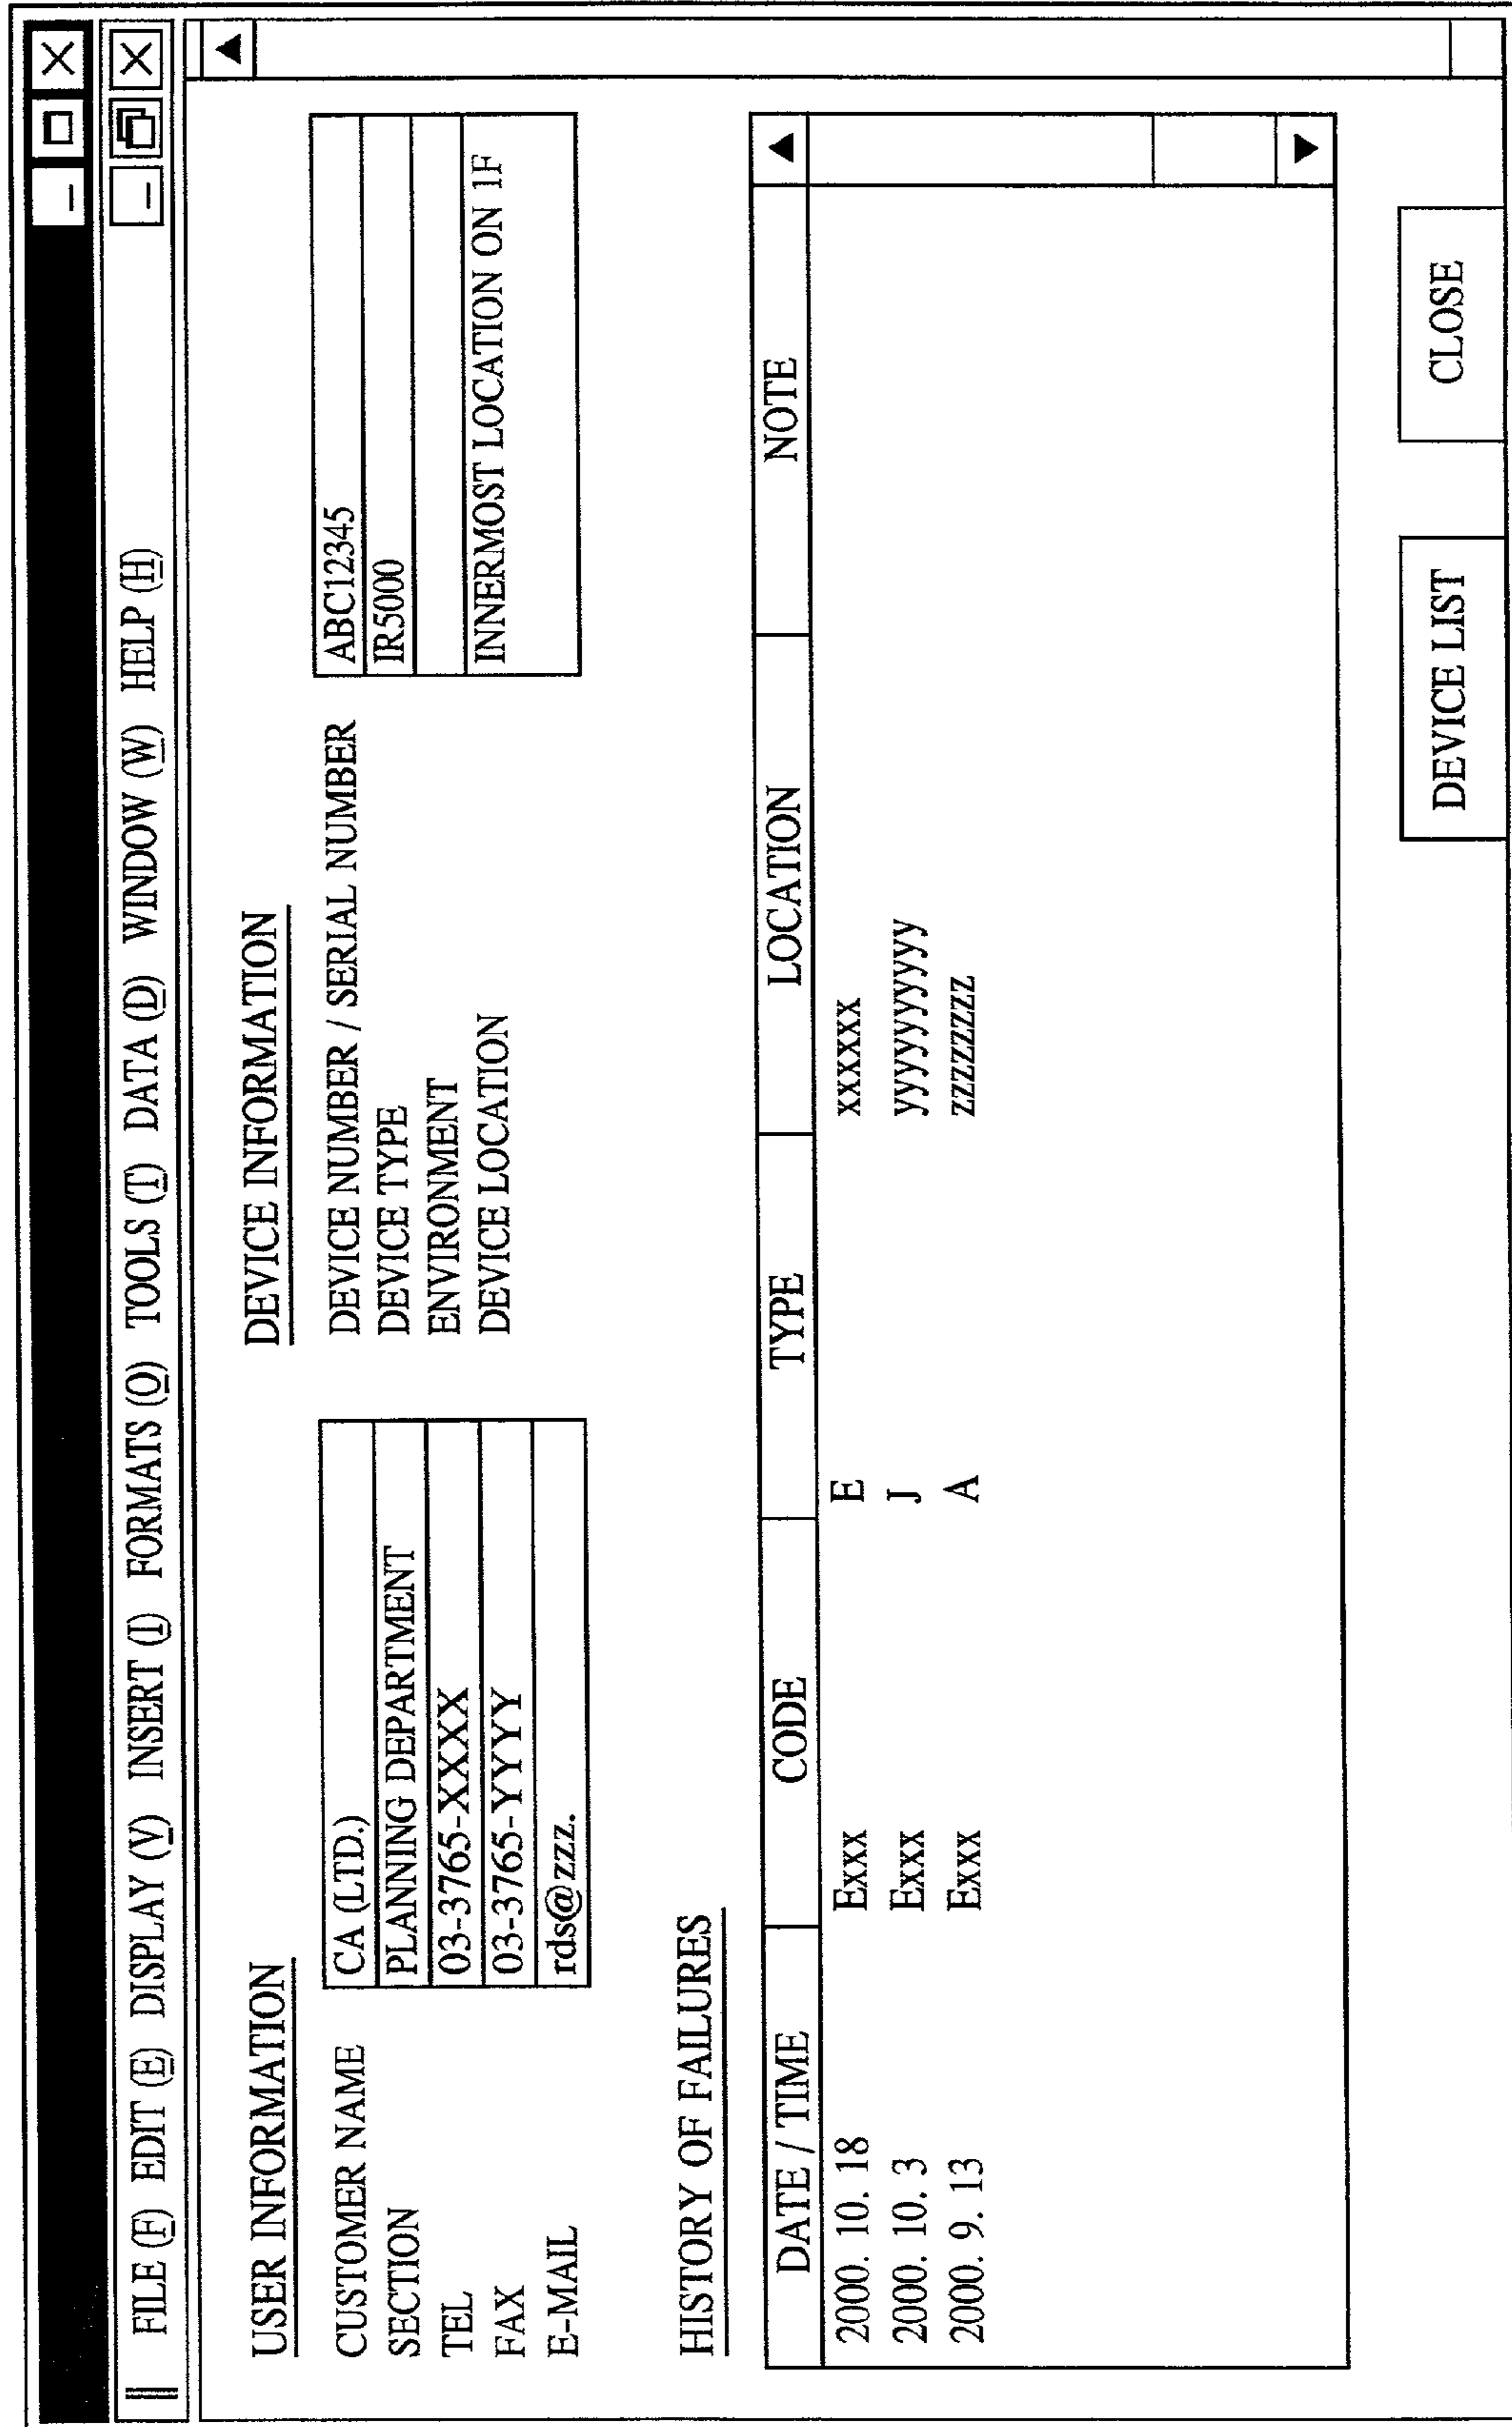 FILE (F) EDIT (E) DISPLAY (V) INSERT (I) FORMATS (O) TOOLS (T) DATA (D) WINDOW (W) HELP (H)
USER INFORMATION
CUSTOMER NAME CA (LTD.)
SECTION PLANNING DEPARTMENT
TEL 03-3765-XXXX
FAX 03-3765-YYYY
E-MAIL rds@zzz.
DEVICE INFORMATION
DEVICE NUMBER / SERIAL NUMBER ABC12345
DEVICE TYPE IR5000
ENVIRONMENT
DEVICE LOCATION INNERMOST LOCATION ON 1F
HISTORY OF FAILURES
DATE / TIME CODE TYPE LOCATION NOTE
2000. 10. 18 Exxx E xxxxxx
2000. 10. 3 Exxx J yyyyyyyyy
2000. 9. 13 Exxx A zzzzzzzz
DEVICE LIST CLOSE